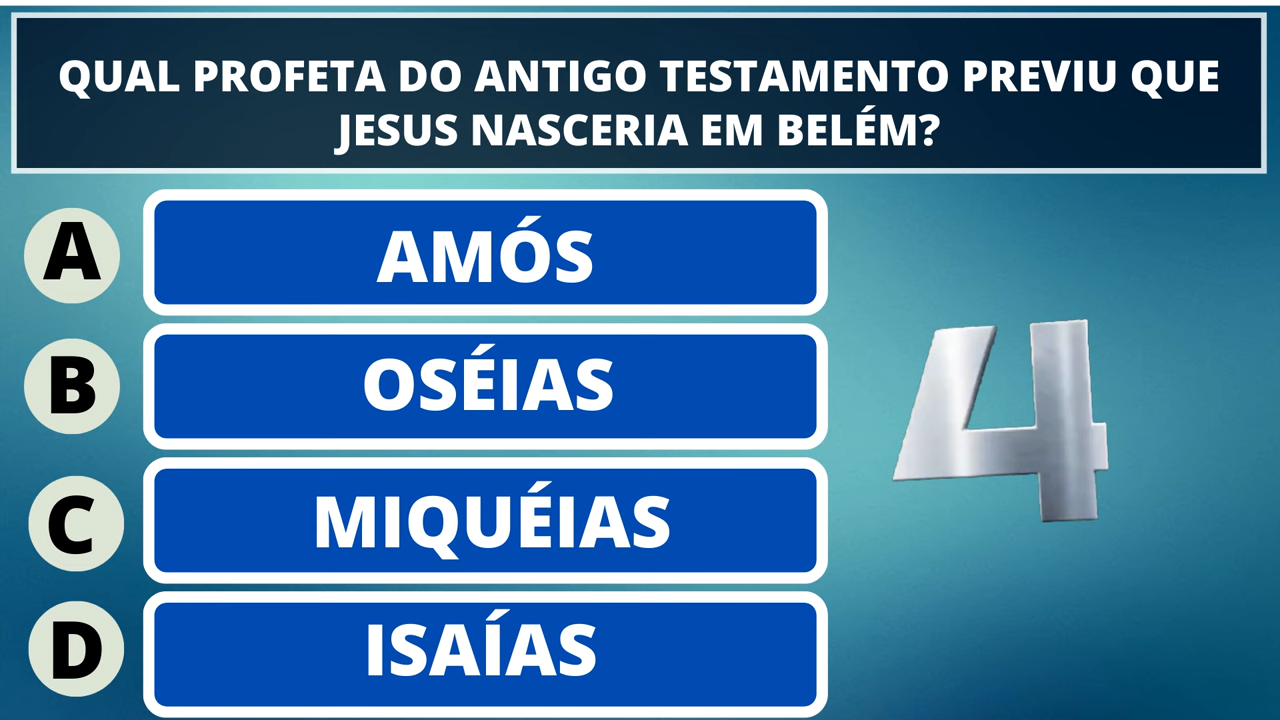 QUAL PROFETA DO ANTIGO TESTAMENTO PREVIU QUE
JESUS NASCERIA EM BELÉM?
A
AMÓS
B
OSÉIAS
4
C
MIQUÉIAS
D
ISAÍAS